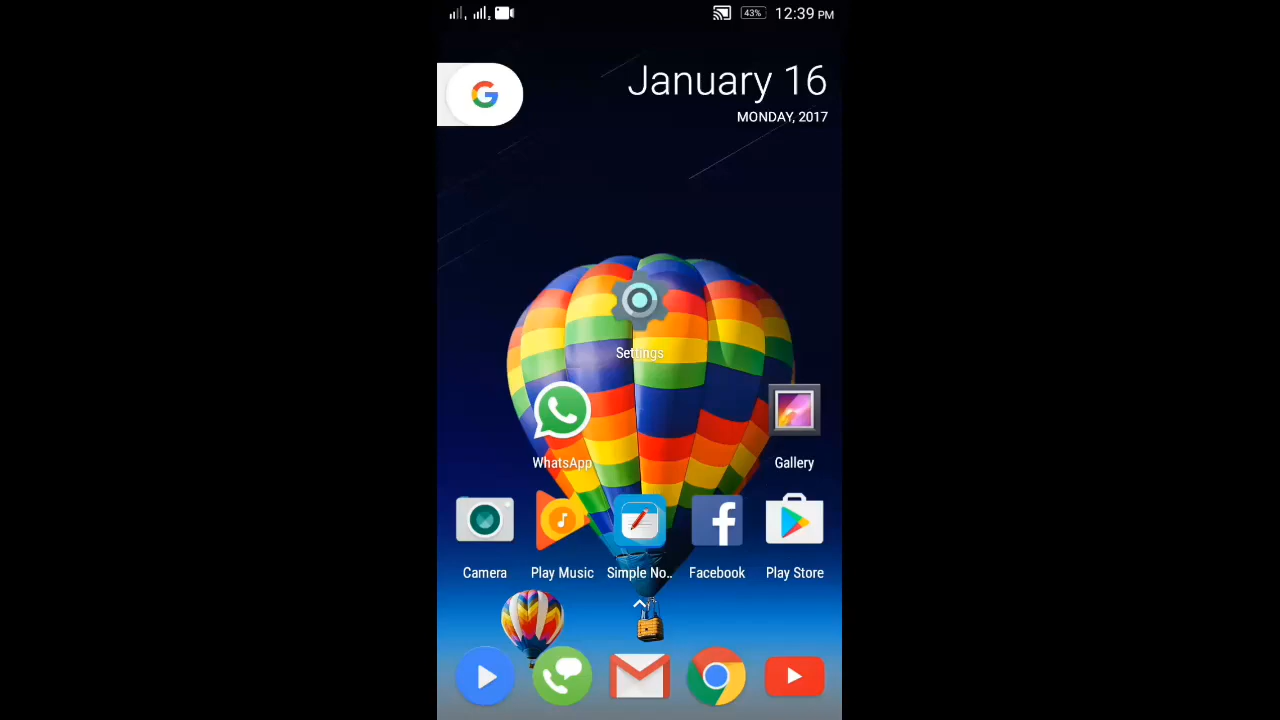 43% 12:39 PM
January 16
MONDAY, 2017
Settings
WhatsApp
Gallery
Camera
Play Music
Simple No..
Facebook
Play Store